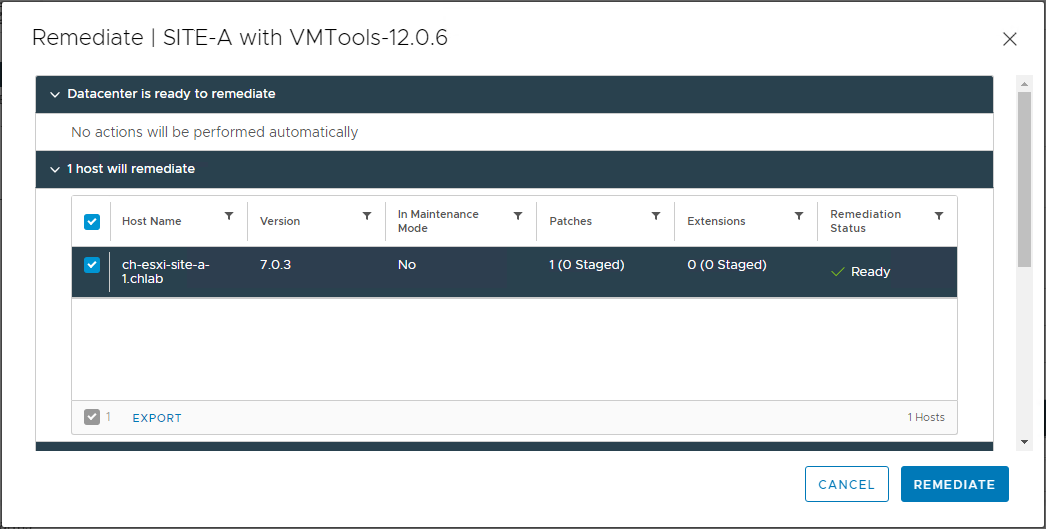 Remediate | SITE-A with VMTools-12.0.6
Datacenter is ready to remediate
No actions will be performed automatically
1 host will remediate
Host Name
Version
In Maintenance
Mode
Patches
Extensions
Remediation
Status
ch-esxi-site-a-
1.chlab
7.0.3
No
1 (0 Staged)
0 (0 Staged)
Ready
1
EXPORT
1 Hosts
CANCEL
REMEDIATE